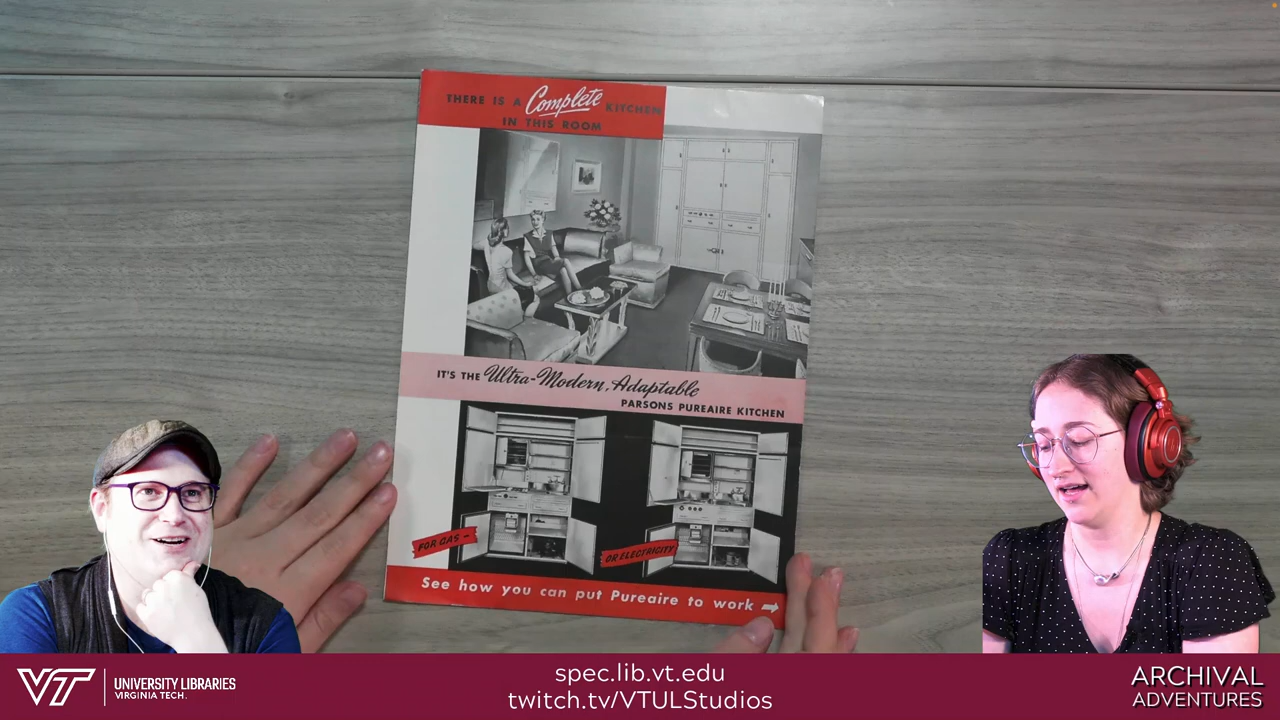 THERE IS A Complete KITCHEN
IN THIS ROOM
IT'S THE Ultra-Modern, Adaptable
PARSONS PUREAIRE KITCHEN
FOR GAS -
OR ELECTRICITY
See how you can put Pureaire to work
VT UNIVERSITY LIBRARIES
VIRGINIA TECH.
spec.lib.vt.edu
twitch.tv/VTULStudios
ARCHIVAL
ADVENTURES